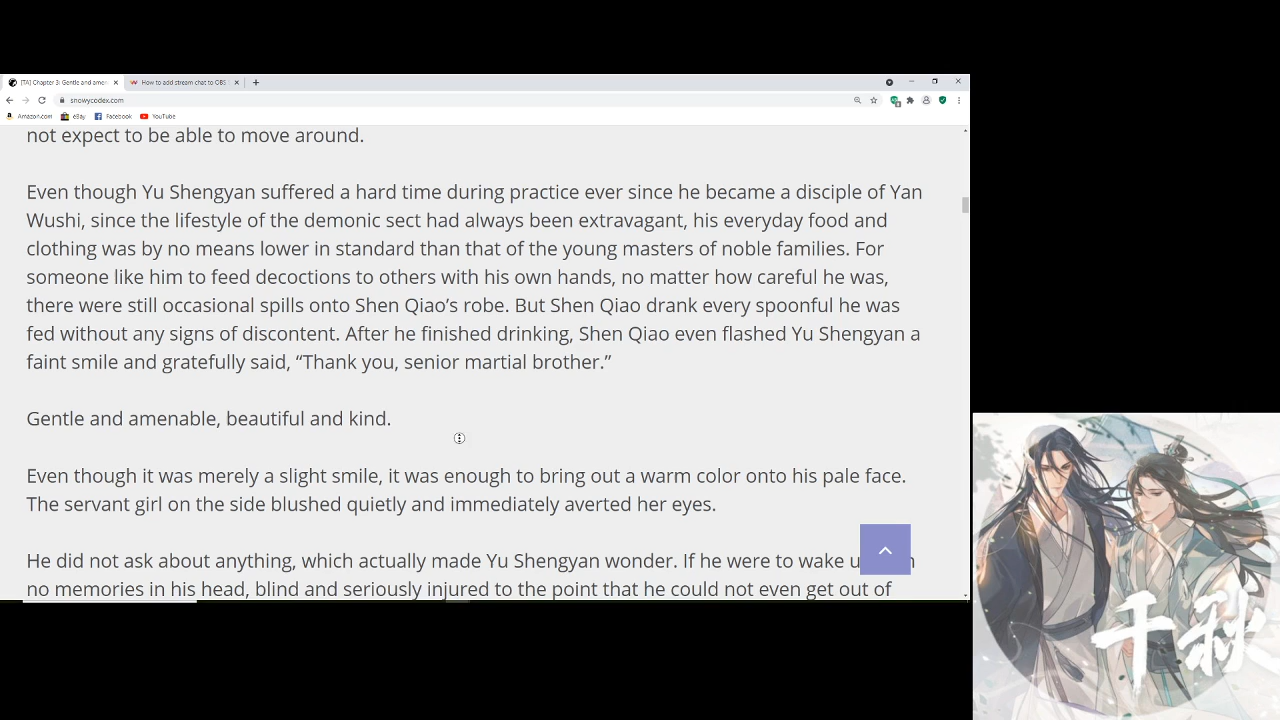 [TA] Chapter 3: Gentle and amen
How to add stream chat to OBS
snowycodex.com
Amazon.com
eBay
Facebook
YouTube
not expect to be able to move around.
Even though Yu Shengyan suffered a hard time during practice ever since he became a disciple of Yan
Wushi, since the lifestyle of the demonic sect had always been extravagant, his everyday food and
clothing was by no means lower in standard than that of the young masters of noble families. For
someone like him to feed decoctions to others with his own hands, no matter how careful he was,
there were still occasional spills onto Shen Qiao’s robe. But Shen Qiao drank every spoonful he was
fed without any signs of discontent. After he finished drinking, Shen Qiao even flashed Yu Shengyan a
faint smile and gratefully said, “Thank you, senior martial brother.”
Gentle and amenable, beautiful and kind.
Even though it was merely a slight smile, it was enough to bring out a warm color onto his pale face.
The servant girl on the side blushed quietly and immediately averted her eyes.
He did not ask about anything, which actually made Yu Shengyan wonder. If he were to wake
no memories in his head, blind and seriously injured to the point that he could not even get out of
千秋